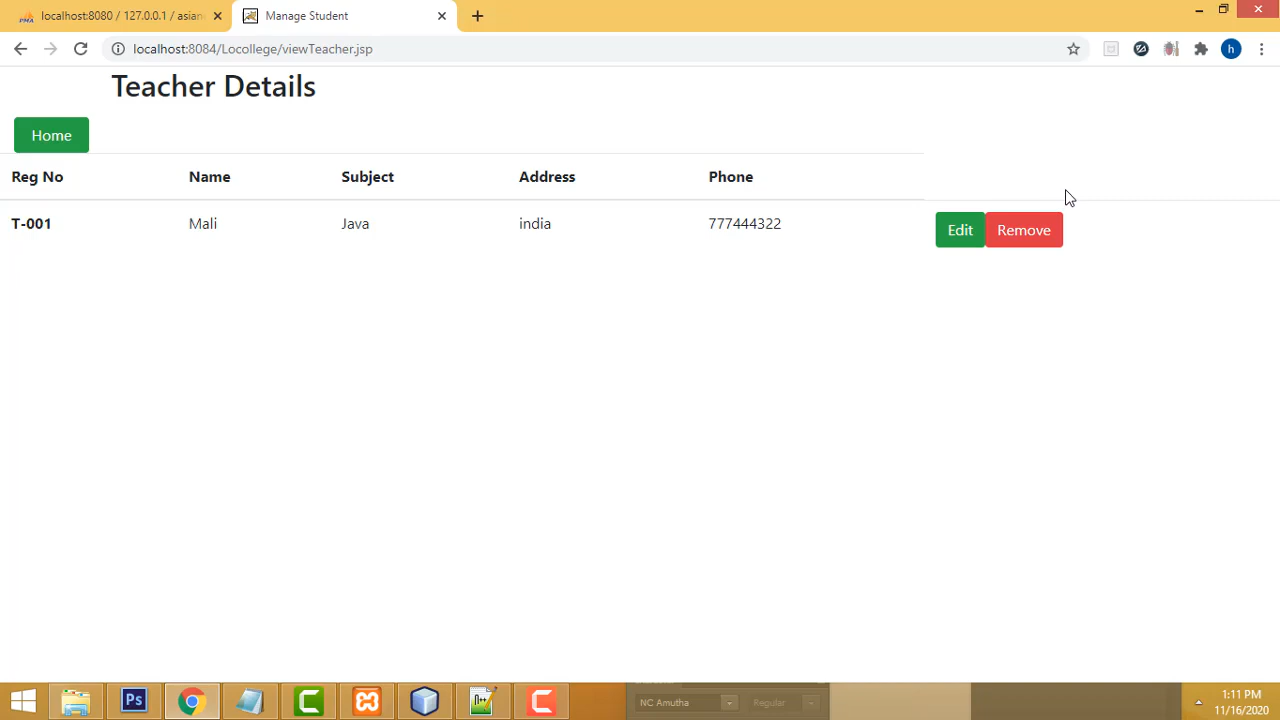 localhost:8080 / 127.0.0.1 / asian
Manage Student
localhost:8084/Locollege/viewTeacher.jsp
h
Teacher Details
Home
Reg No Name Subject Address Phone
T-001 Mali Java india 777444322 Edit Remove
Ps
NC Amutha Regular
1:11 PM
11/16/2020